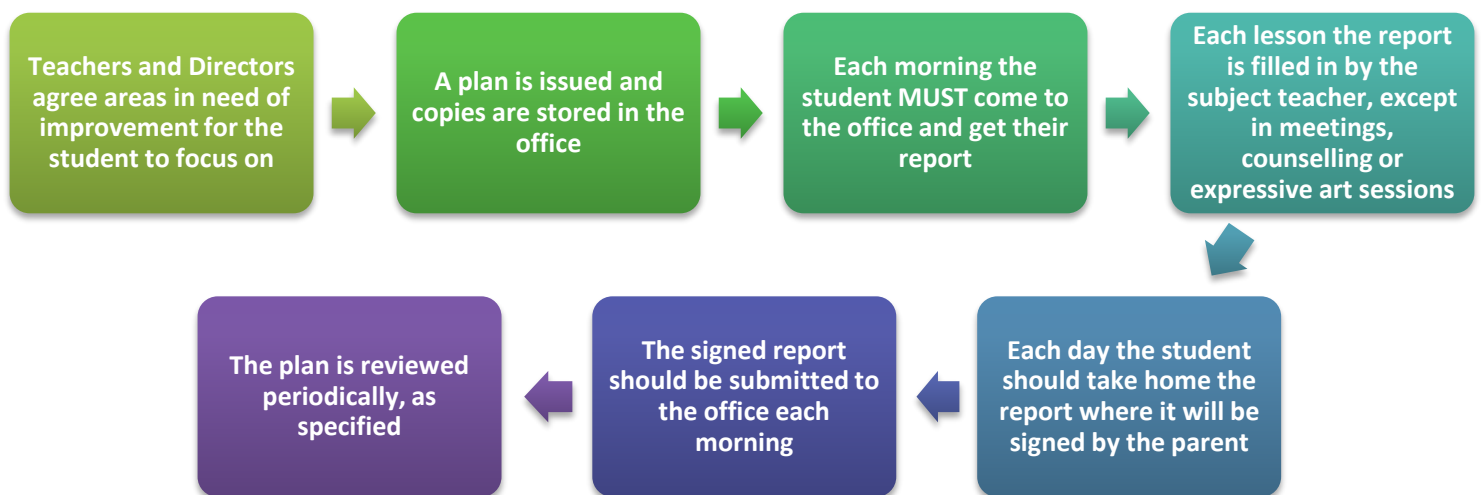 Teachers and Directors
agree areas in need of
improvement for the
student to focus on
A plan is issued and
copies are stored in the
office
Each morning the
student MUST come to
the office and get their
report
Each lesson the report
is filled in by the
subject teacher, except
in meetings,
counselling or
expressive art sessions
Each day the student
should take home the
report where it will be
signed by the parent
The signed report
should be submitted to
the office each
morning
The plan is reviewed
periodically, as
specified